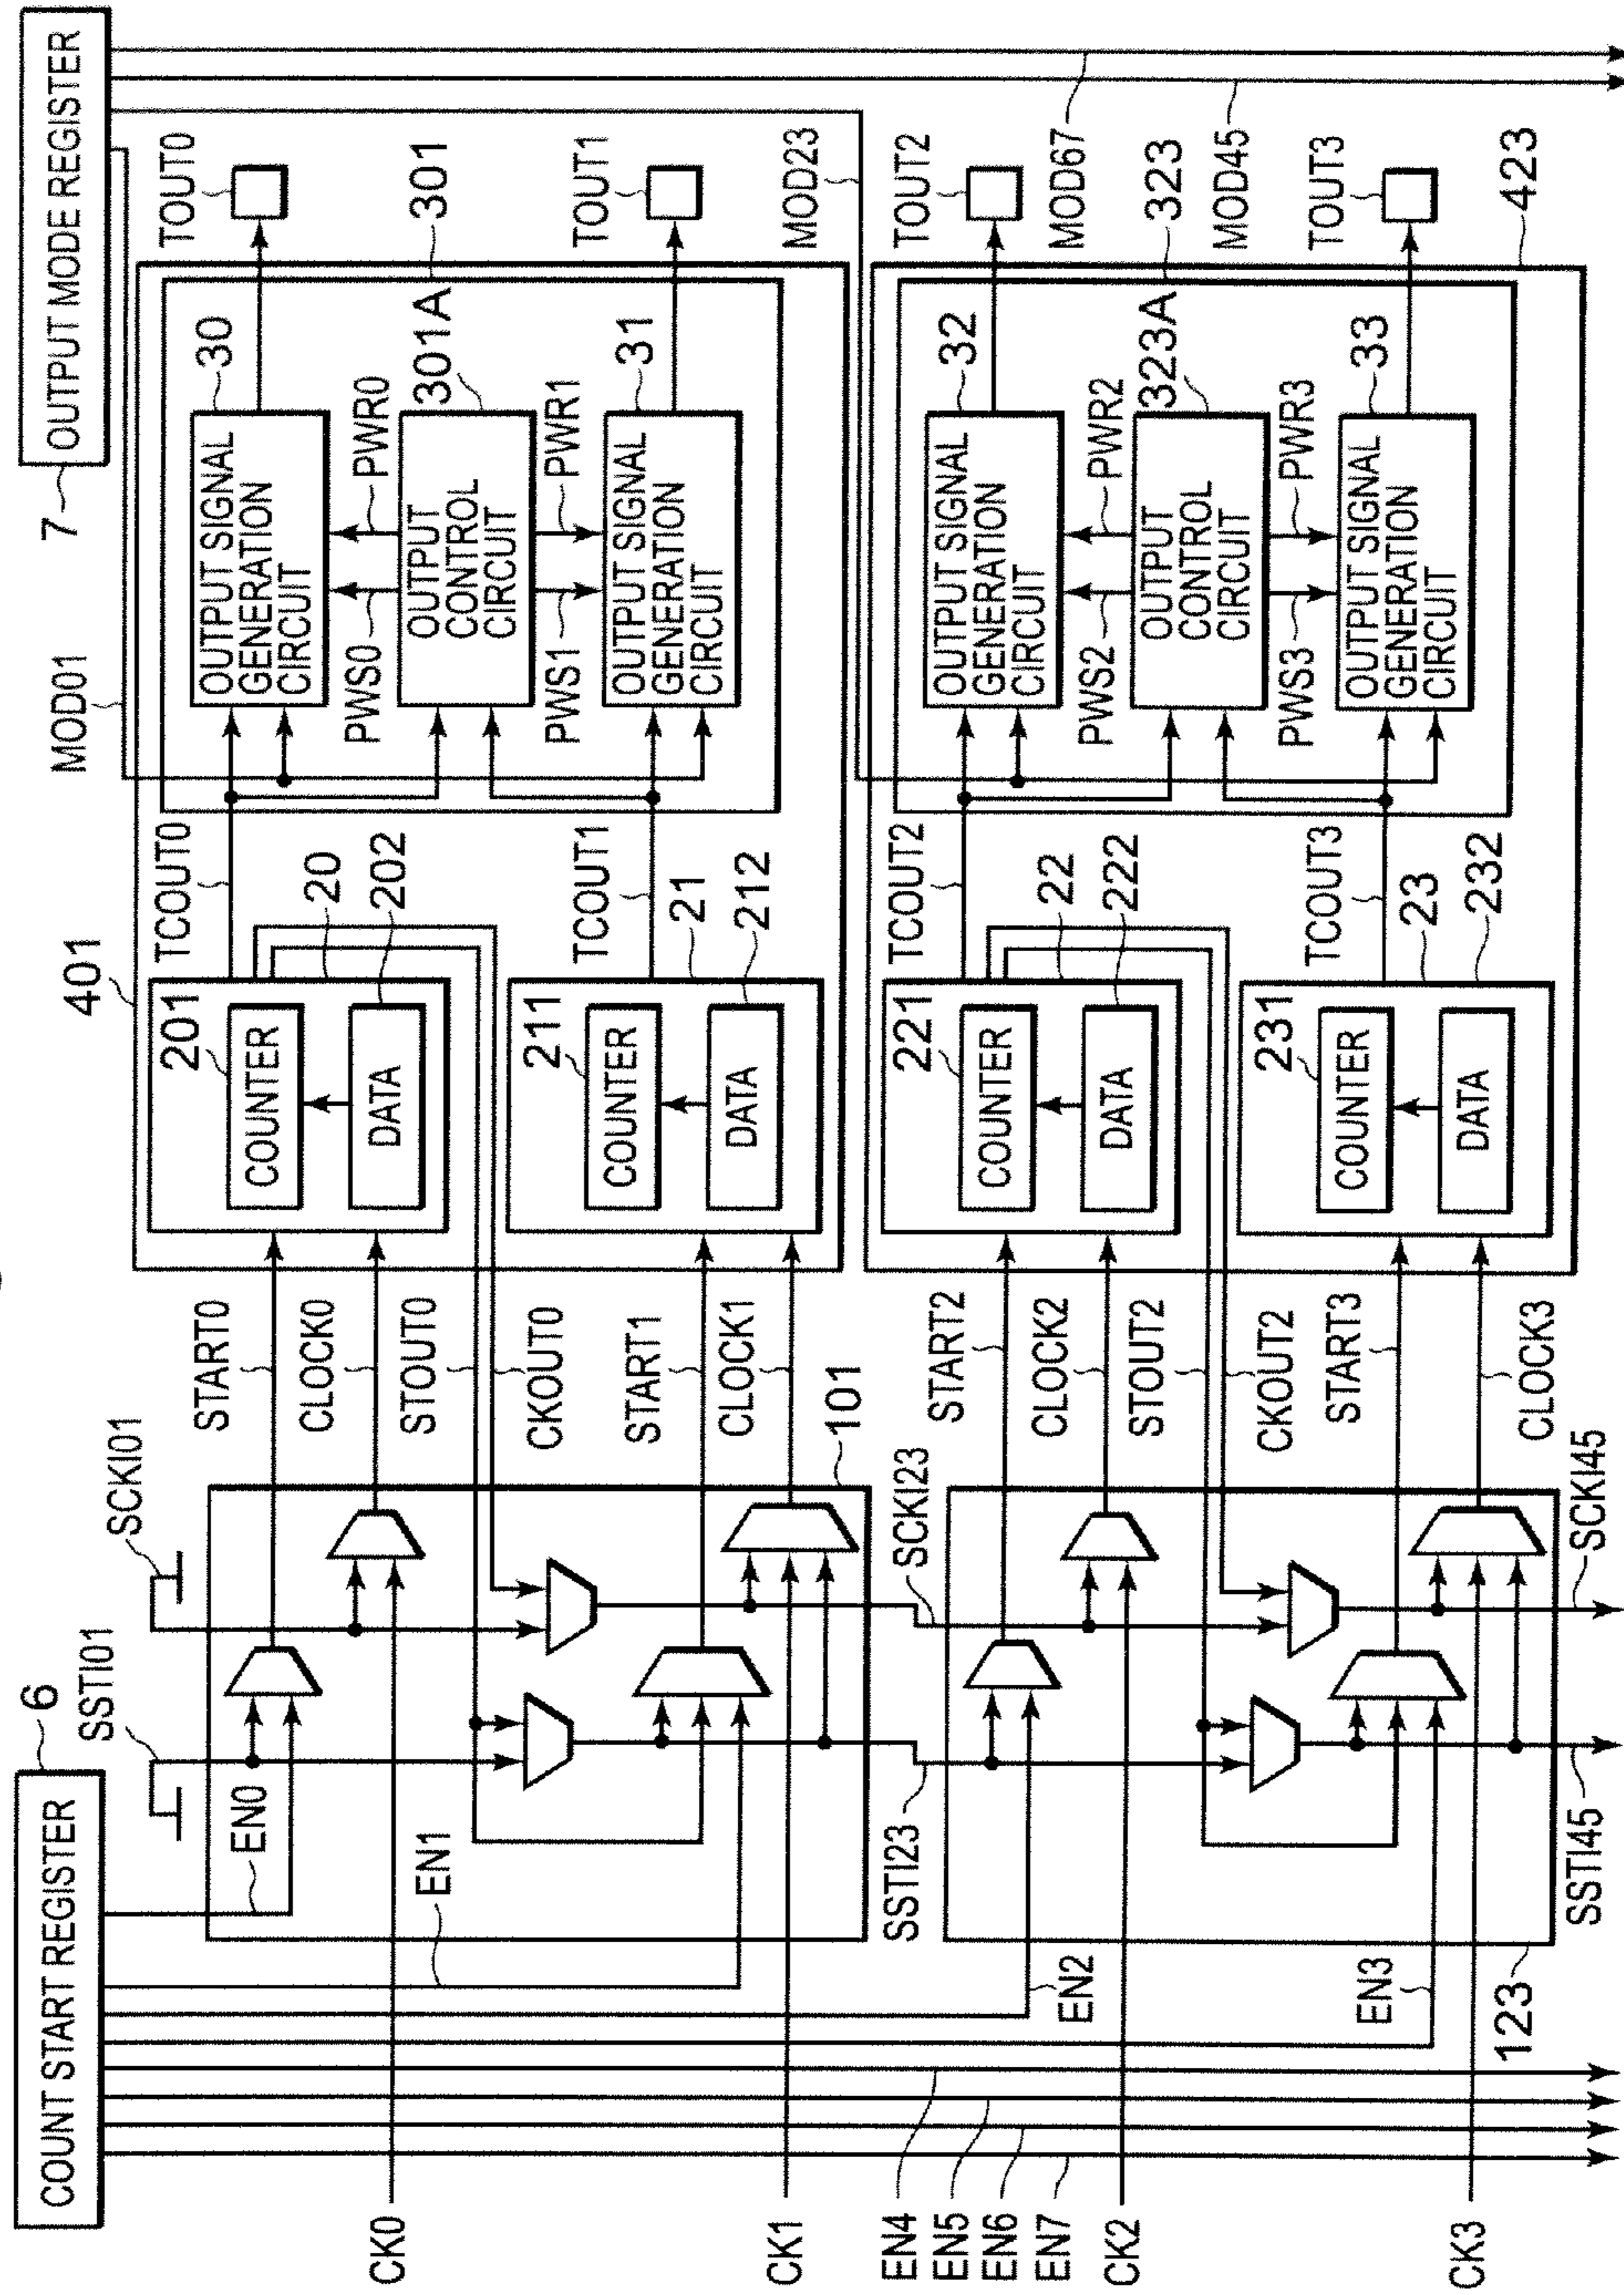 COUNT START REGISTER
6
7
OUTPUT MODE REGISTER
SSTI01
SCKI01
EN0
EN1
401
MOD01
START0
CLOCK0
STOUT0
CKOUT0
START1
CLOCK1
101
201
COUNTER
DATA
20
202
TCOUT0
211
COUNTER
DATA
21
212
TCOUT1
OUTPUT SIGNAL
GENERATION
CIRCUIT
30
PWS0
PWR0
OUTPUT
CONTROL
CIRCUIT
301A
PWS1
PWR1
OUTPUT SIGNAL
GENERATION
CIRCUIT
31
301
TOUT0
TOUT1
CK0
CK1
MOD23
SSTI23
SCKI23
EN2
EN3
123
START2
CLOCK2
STOUT2
CKOUT2
START3
CLOCK3
221
COUNTER
DATA
22
222
TCOUT2
231
COUNTER
DATA
23
232
TCOUT3
OUTPUT SIGNAL
GENERATION
CIRCUIT
32
PWS2
PWR2
OUTPUT
CONTROL
CIRCUIT
323A
PWS3
PWR3
OUTPUT SIGNAL
GENERATION
CIRCUIT
33
323
423
TOUT2
MOD67
MOD45
TOUT3
EN4
EN5
EN6
EN7
CK2
CK3
SSTI45
SCKI45